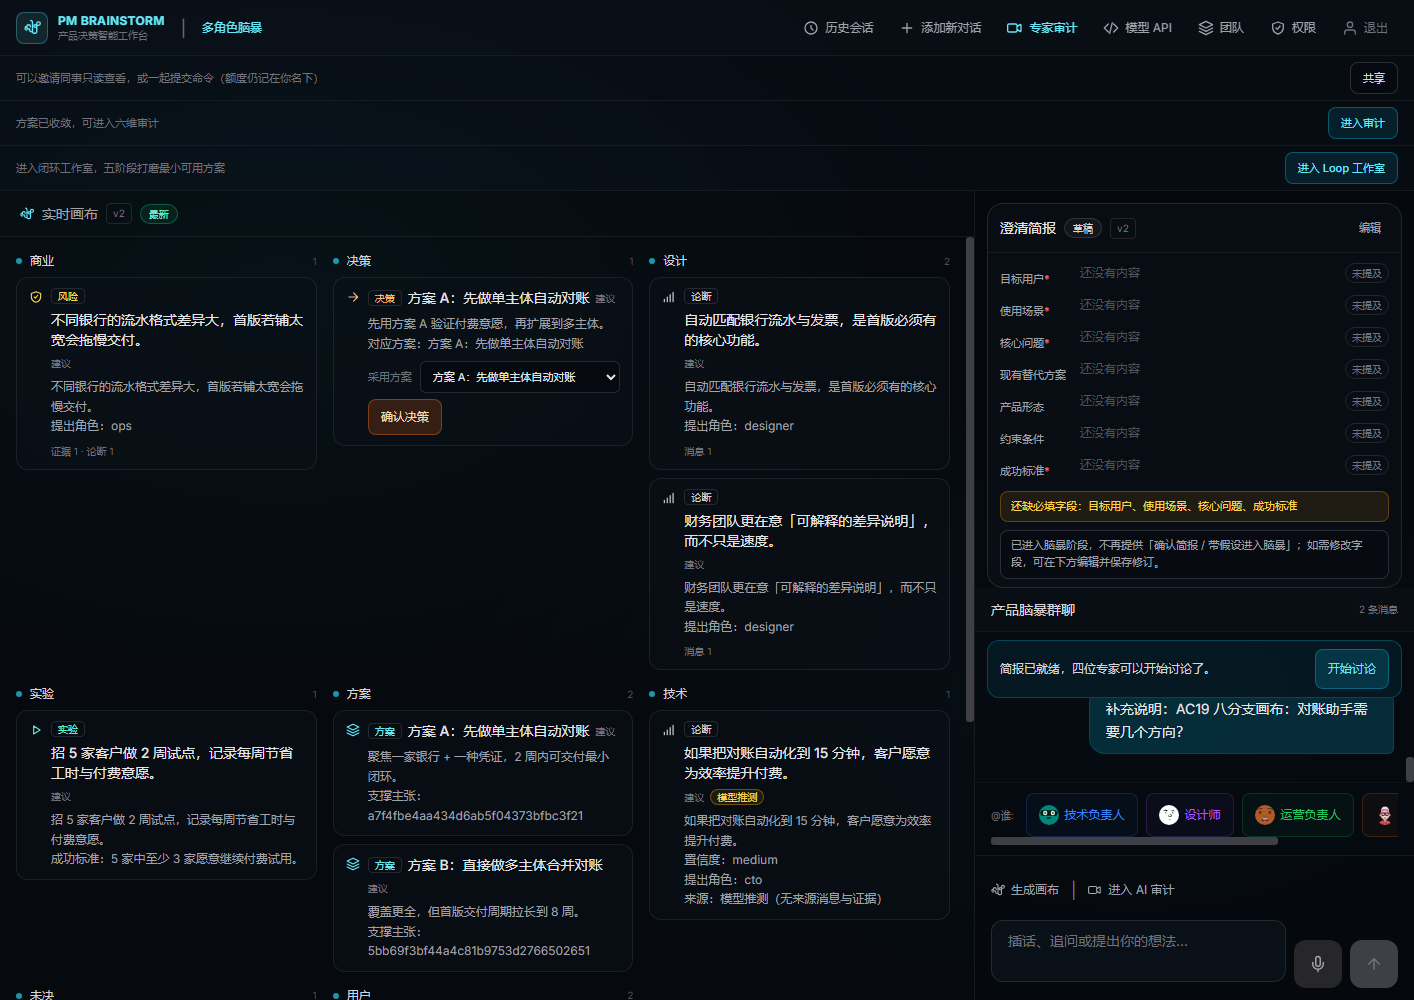 PM BRAINSTORM
产品决策智能工作台
多角色脑暴
历史会话
添加新对话
专家审计
模型 API
团队
权限
退出
可以邀请同事只读查看，或一起提交命令（额度仍记在你名下）
共享
方案已收敛，可进入六维审计
进入审计
进入闭环工作室，五阶段打磨最小可用方案
进入 Loop 工作室
实时画布
v2
最新
商业
1
风险
不同银行的流水格式差异大，首版若铺太
宽会拖慢交付。
建议
不同银行的流水格式差异大，首版若铺太宽会拖
慢交付。
提出角色：ops
证据 1 · 论断 1
决策
1
决策
方案 A：先做单主体自动对账
建议
先用方案 A 验证付费意愿，再扩展到多主体。
对应方案：方案 A：先做单主体自动对账
采用方案
方案 A：先做单主体自动对账
确认决策
设计
2
论断
自动匹配银行流水与发票，是首版必须有
的核心功能。
建议
自动匹配银行流水与发票，是首版必须有的核心
功能。
提出角色：designer
消息 1
论断
财务团队更在意「可解释的差异说明」，
而不只是速度。
建议
财务团队更在意「可解释的差异说明」，而不只
是速度。
提出角色：designer
消息 1
实验
1
实验
招 5 家客户做 2 周试点，记录每周节省
工时与付费意愿。
建议
招 5 家客户做 2 周试点，记录每周节省工时与
付费意愿。
成功标准：5 家中至少 3 家愿意继续付费试用。
方案
2
方案
方案 A：先做单主体自动对账
建议
聚焦一家银行 + 一种凭证，2 周内可交付最小
闭环。
支撑主张：
a7f4fbe4aa434d6ab5f04373bfbc3f21
方案
方案 B：直接做多主体合并对账
建议
覆盖更全，但首版交付周期拉长到 8 周。
支撑主张：
5bb69f3bf44a4c81b9753d2766502651
技术
1
论断
如果把对账自动化到 15 分钟，客户愿意
为效率提升付费。
建议
模型推测
如果把对账自动化到 15 分钟，客户愿意为效率
提升付费。
置信度：medium
提出角色：cto
来源：模型推测（无来源消息与证据）
未决
1
用户
2
澄清简报
草稿
v2
编辑
目标用户*
还没有内容
未提及
使用场景*
还没有内容
未提及
核心问题*
还没有内容
未提及
现有替代方案
还没有内容
未提及
产品形态
还没有内容
未提及
约束条件
还没有内容
未提及
成功标准*
还没有内容
未提及
还缺必填字段：目标用户、使用场景、核心问题、成功标准
已进入脑暴阶段，不再提供「确认简报 / 带假设进入脑暴」；如需修改字
段，可在下方编辑并保存修订。
产品脑暴群聊
2 条消息
简报已就绪，四位专家可以开始讨论了。
开始讨论
补充说明：AC19 八分支画布：对账助手需
要几个方向？
@谁:
技术负责人
设计师
运营负责人
生成画布
进入 AI 审计
插话、追问或提出你的想法...